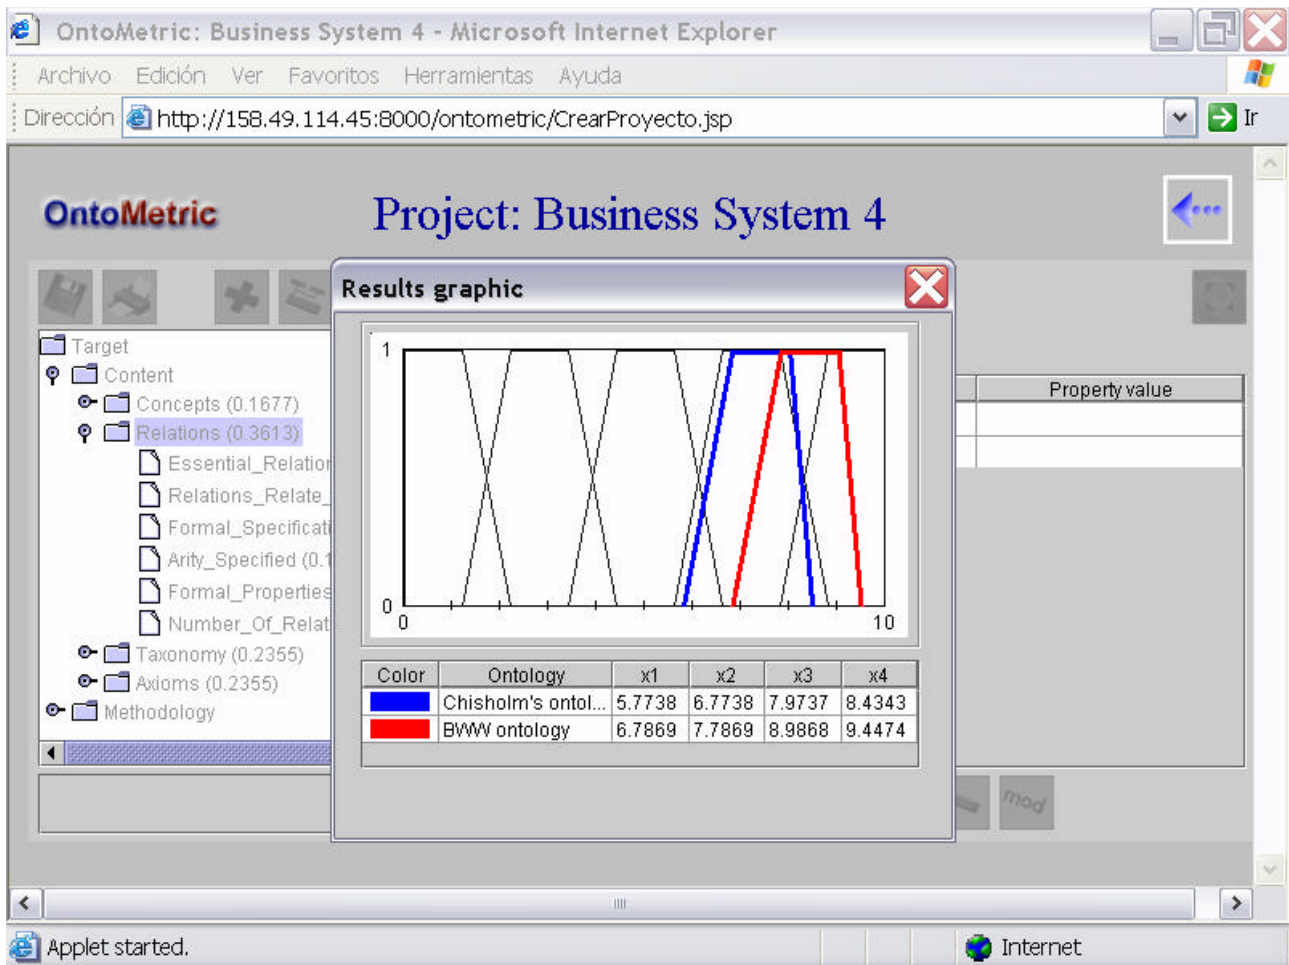 OntoMetric: Business System 4 - Microsoft Internet Explorer
Archivo Edición Ver Favoritos Herramientas Ayuda
Dirección http://158.49.114.45:8000/ontometric/CrearProyecto.jsp Ir
OntoMetric Project: Business System 4
Results graphic
Target
Content
Concepts (0.1677)
Relations (0.3613)
Essential_Relation
Relations_Relate_
Formal_Specificati
Arity_Specified (0.1
Formal_Properties
Number_Of_Relat
Taxonomy (0.2355)
Axioms (0.2355)
Methodology
1
0
0 10
Color Ontology x1 x2 x3 x4
Chisholm's ontol... 5.7738 6.7738 7.9737 8.4343
BWW ontology 6.7869 7.7869 8.9868 9.4474
Property value
mod
Applet started. Internet